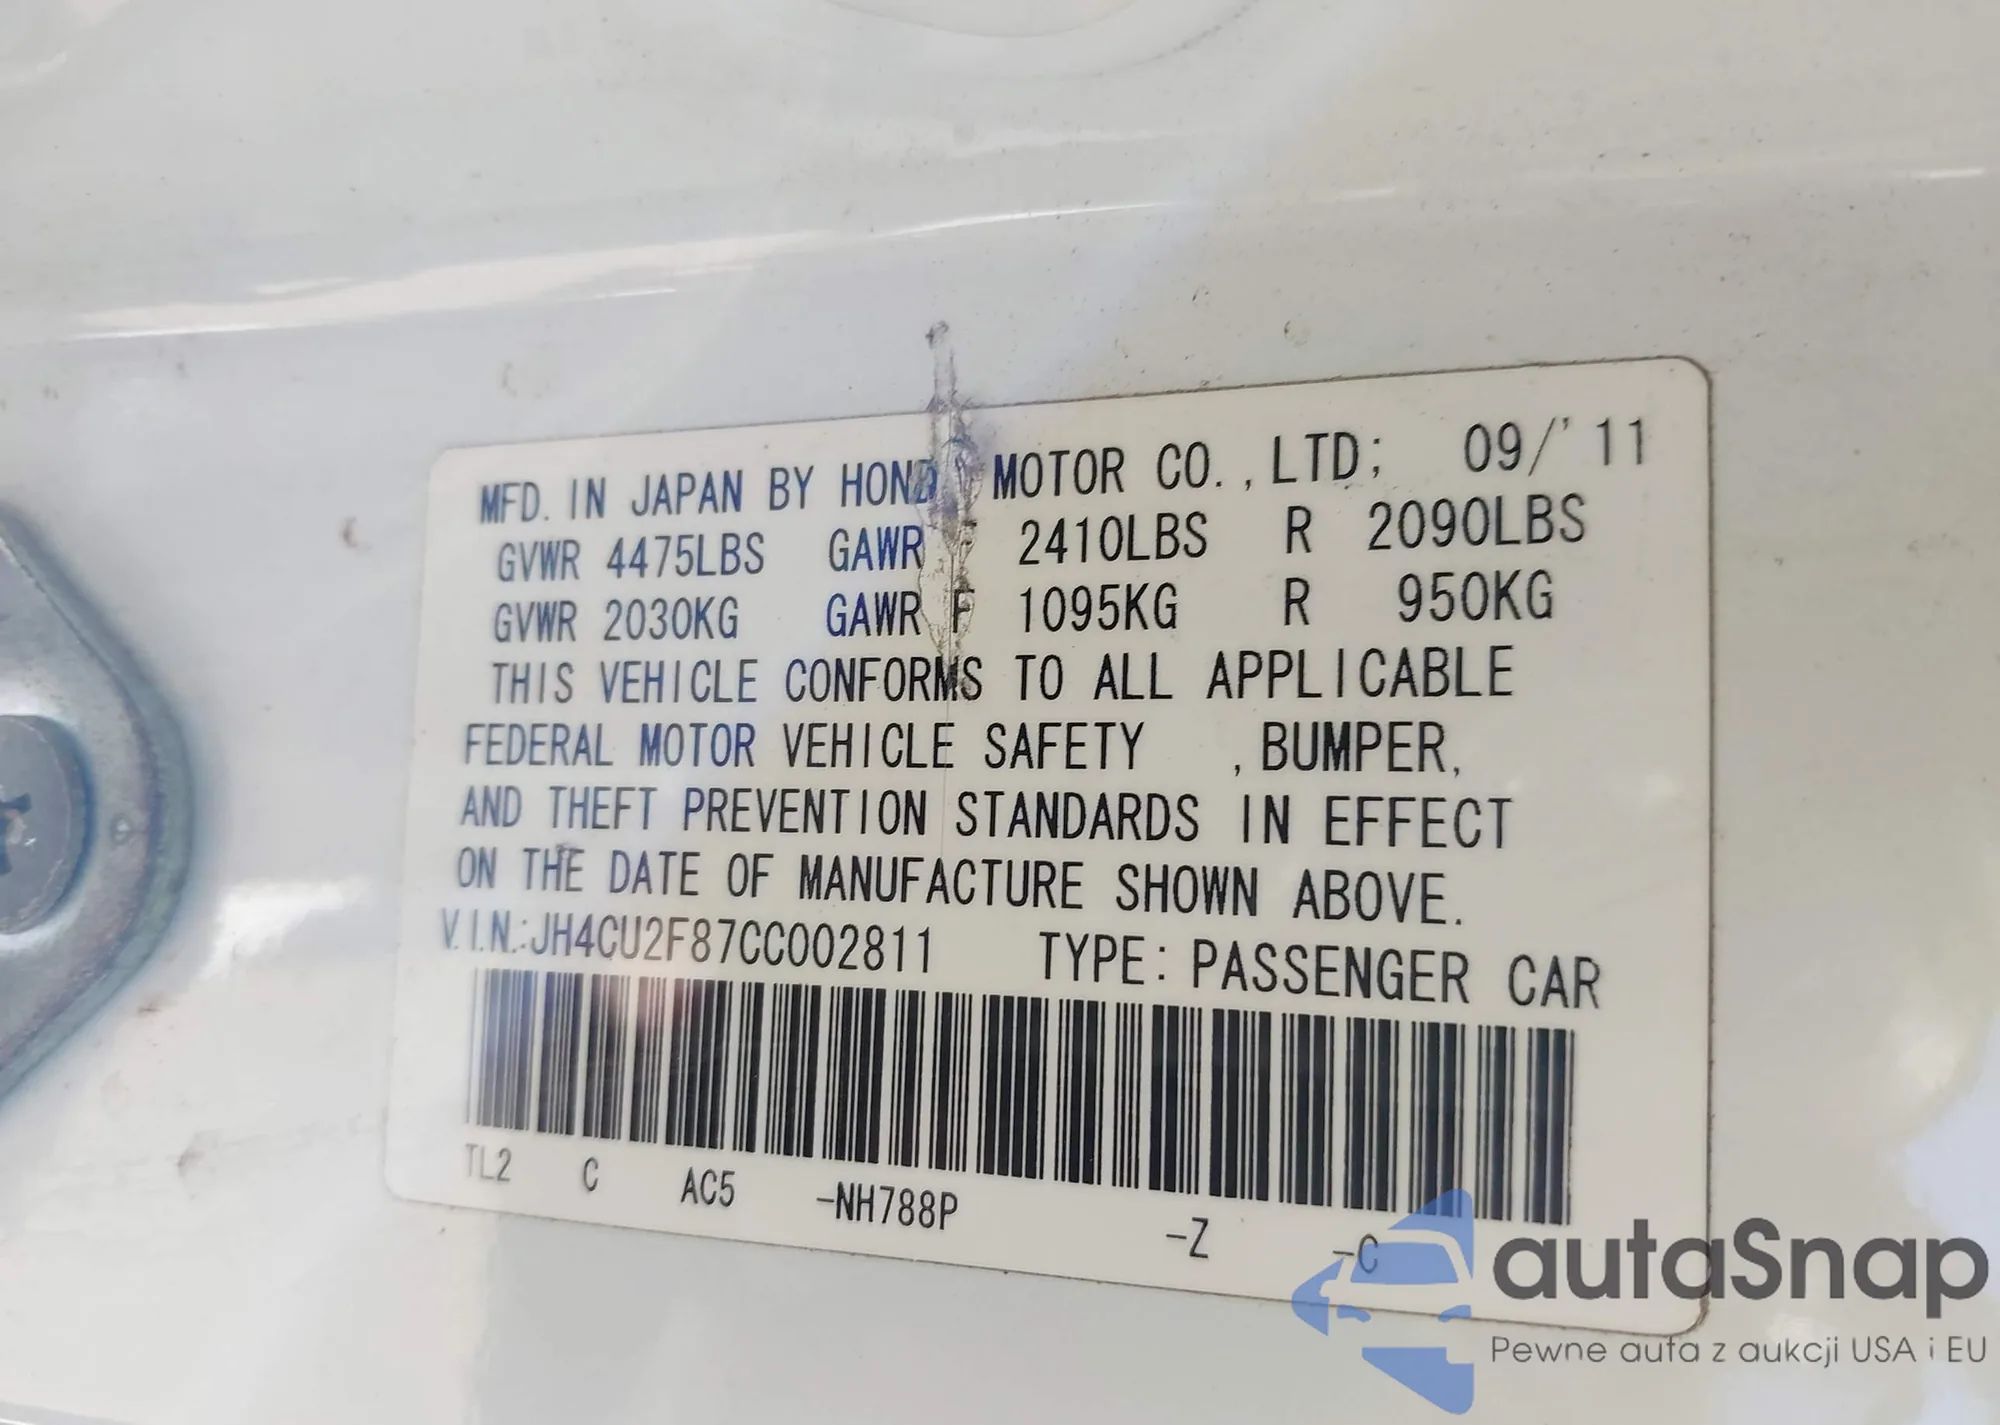 MFD. IN JAPAN BY HONDA MOTOR CO., LTD; 09/'11
GVWR 4475LBS GAWR F 2410LBS R 2090LBS
GVWR 2030KG GAWR F 1095KG R 950KG
THIS VEHICLE CONFORMS TO ALL APPLICABLE
FEDERAL MOTOR VEHICLE SAFETY , BUMPER,
AND THEFT PREVENTION STANDARDS IN EFFECT
ON THE DATE OF MANUFACTURE SHOWN ABOVE.
V.I.N.:JH4CU2F87CC002811 TYPE: PASSENGER CAR
TL2 C AC5 -NH788P -Z -C
autaSnap
Pewne auta z aukcji USA i EU